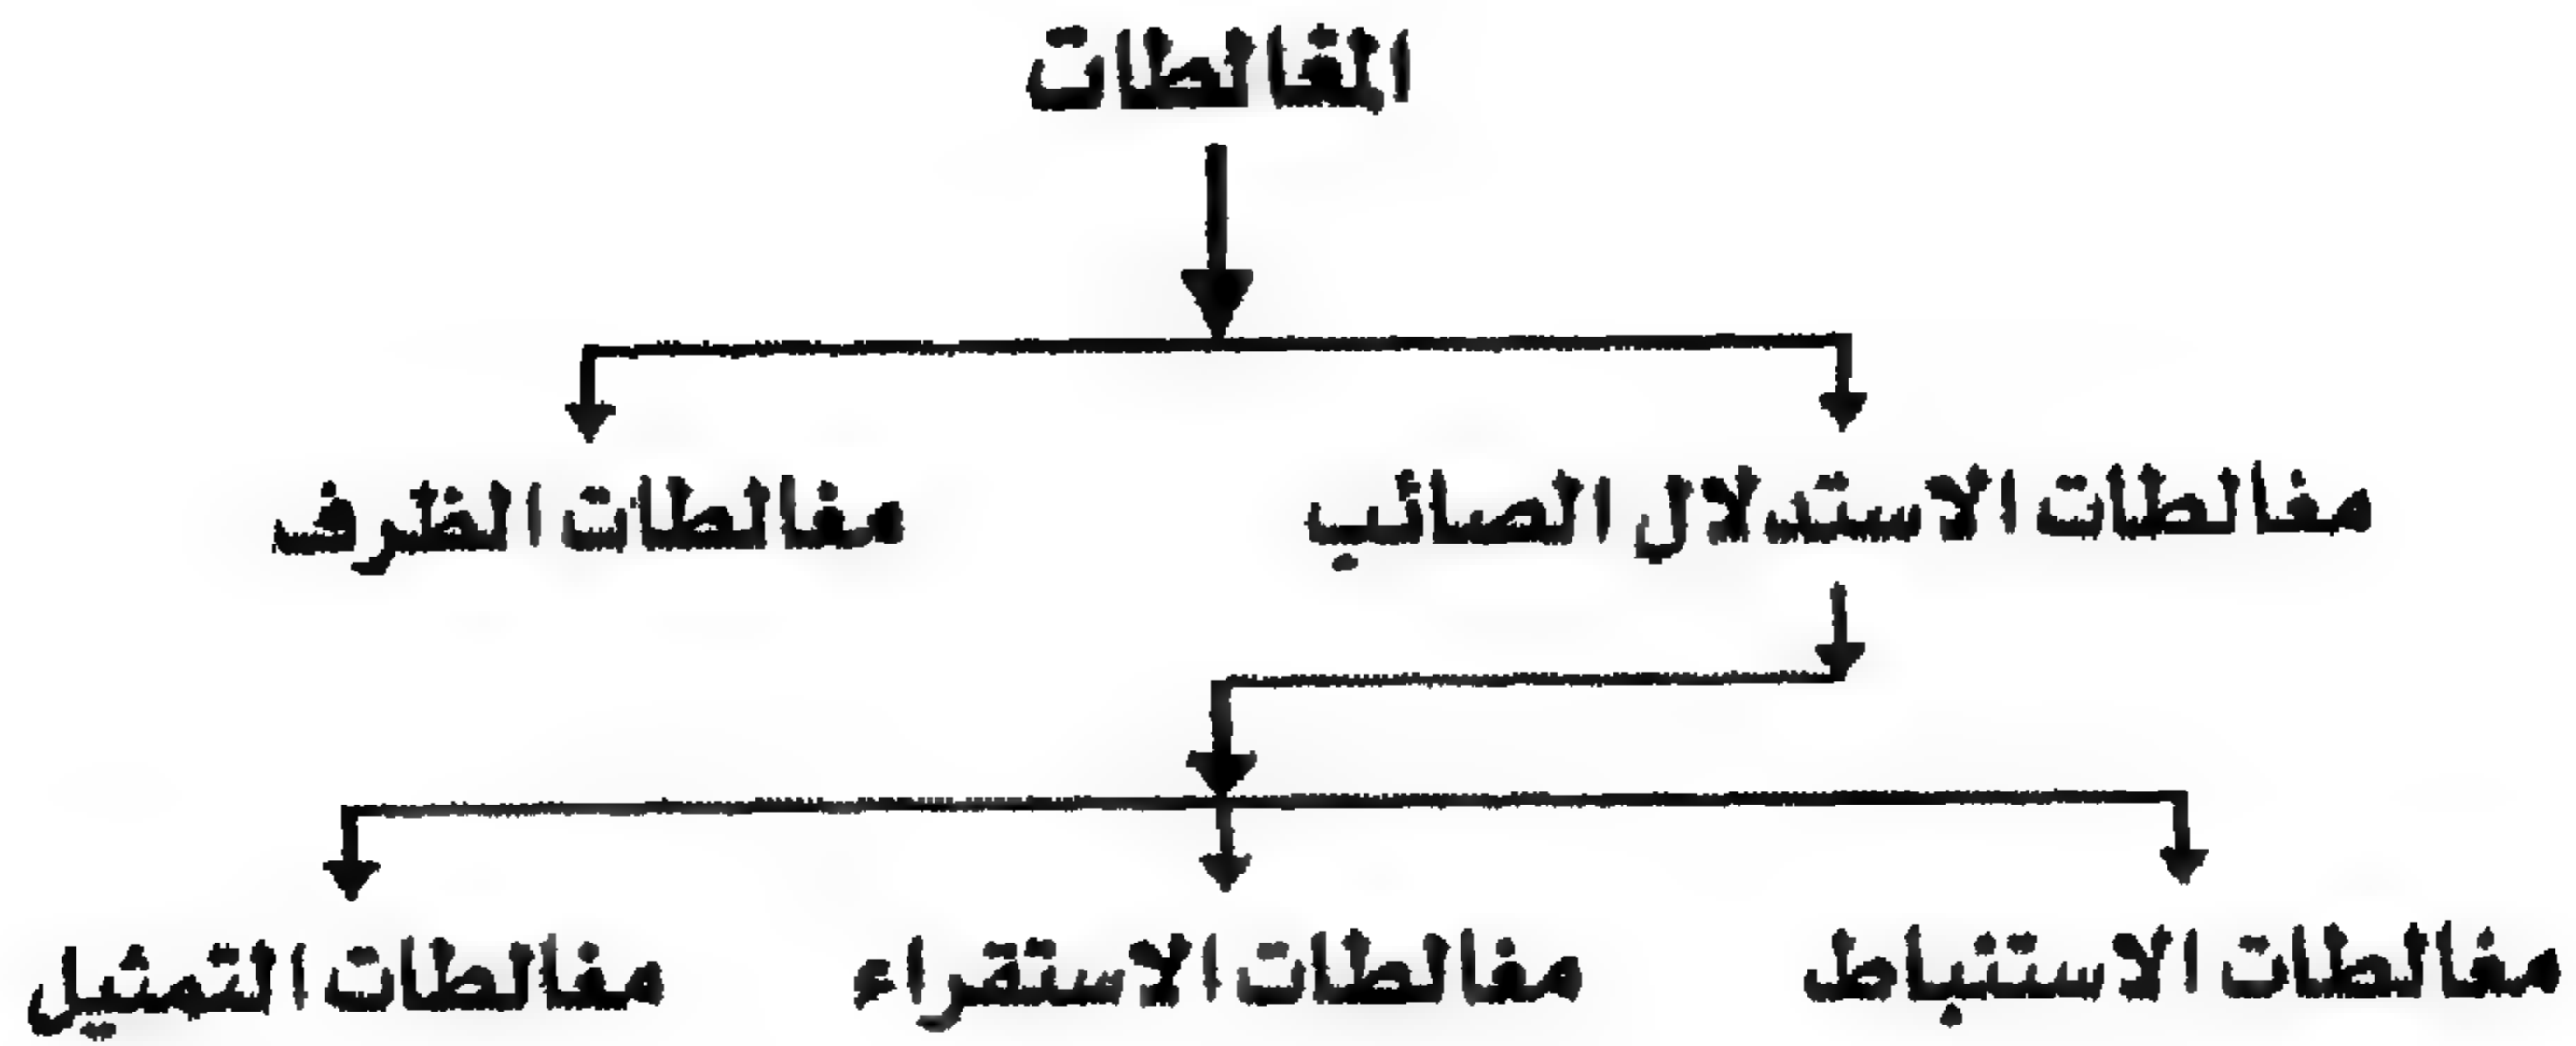 المغالطات
مغالطات الاستدلال الصائب
مغالطات الظرف
مغالطات الاستنباط
مغالطات الاستقراء
مغالطات التمثيل